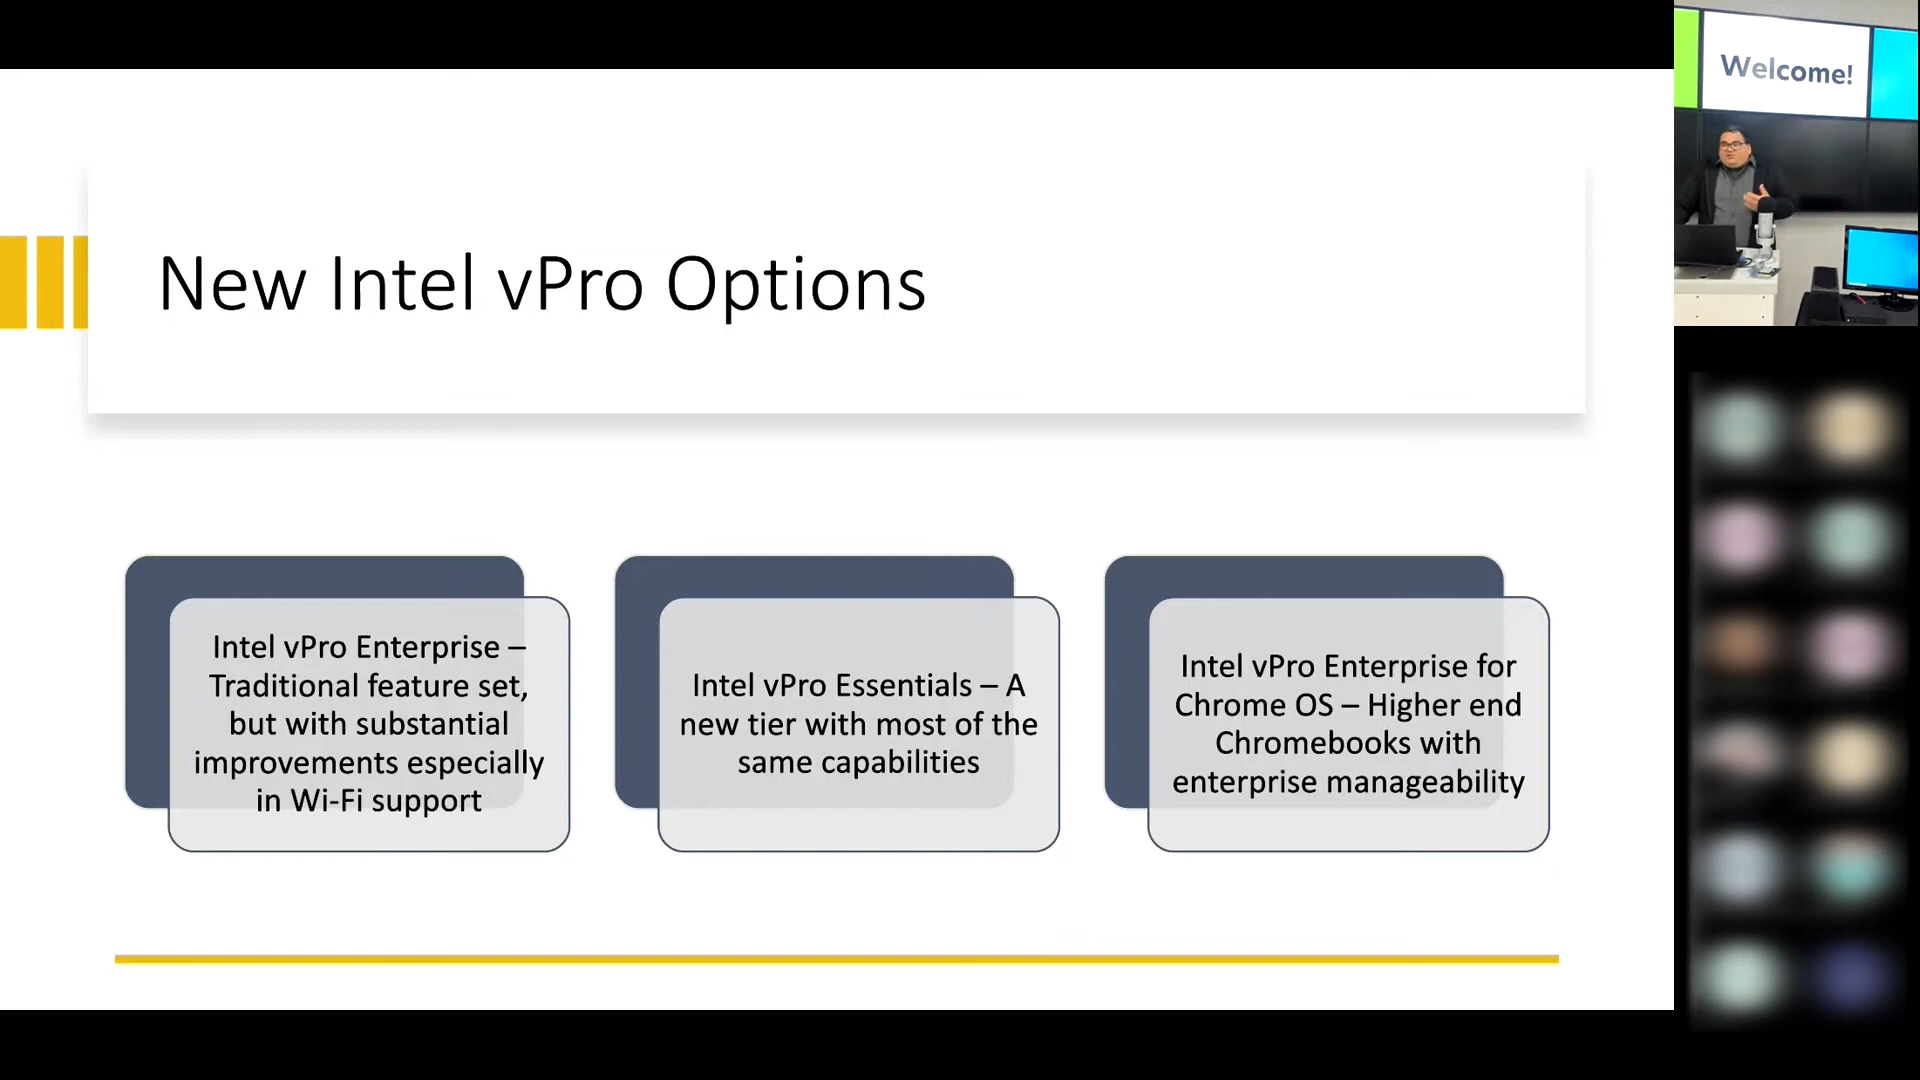 Welcome!
New Intel vPro Options
Intel vPro Enterprise –
Traditional feature set,
but with substantial
improvements especially
in Wi-Fi support
Intel vPro Essentials – A
new tier with most of the
same capabilities
Intel vPro Enterprise for
Chrome OS – Higher end
Chromebooks with
enterprise manageability